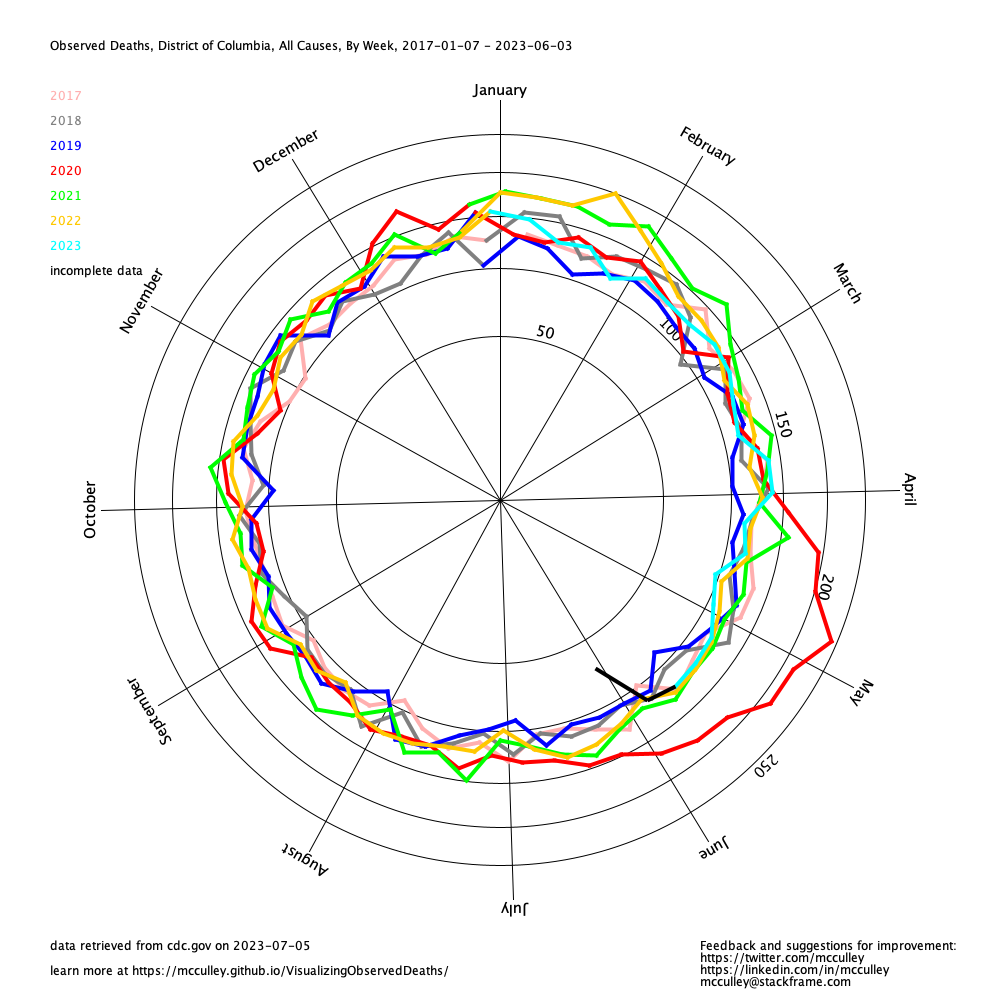 Observed Deaths, District of Columbia, All Causes, By Week, 2017-01-07 - 2023-06-03
January
2017
2018
2019
2020
2021
2022
2023
incomplete data
February
March
April
May
June
July
August
September
October
November
December
50
100
150
200
250
data retrieved from cdc.gov on 2023-07-05
learn more at https://mcculley.github.io/VisualizingObservedDeaths/
Feedback and suggestions for improvement:
https://twitter.com/mcculley
https://linkedin.com/in/mcculley
mcculley@stackframe.com